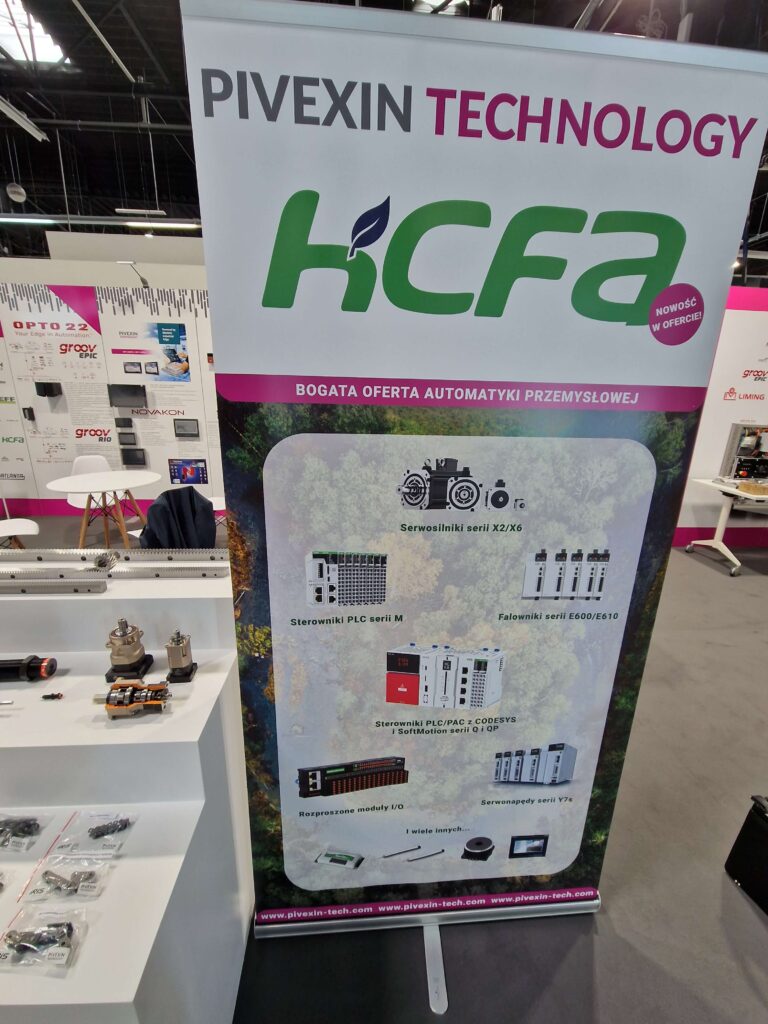 PIVEXIN TECHNOLOGY
HCFA
NOWOŚĆ
W OFERCIE!
BOGATA OFERTA AUTOMATYKI PRZEMYSŁOWEJ
Serwosilniki serii X2/X6
Sterowniki PLC serii M
Falowniki serii E600/E610
Sterowniki PLC/PAC z CODESYS
i SoftMotion serii Q i QP
Rozproszone moduły I/O
Serwonapędy serii Y7s
I wiele innych...
www.pivexin-tech.com www.pivexin-tech.com www.pivexin-tech.com
OPTO 22
Your Edge in Automation
groov
EPIC
PIVEXIN
NOVAKON
HCFA
groov
RIO
groov
EPIC
LIMING